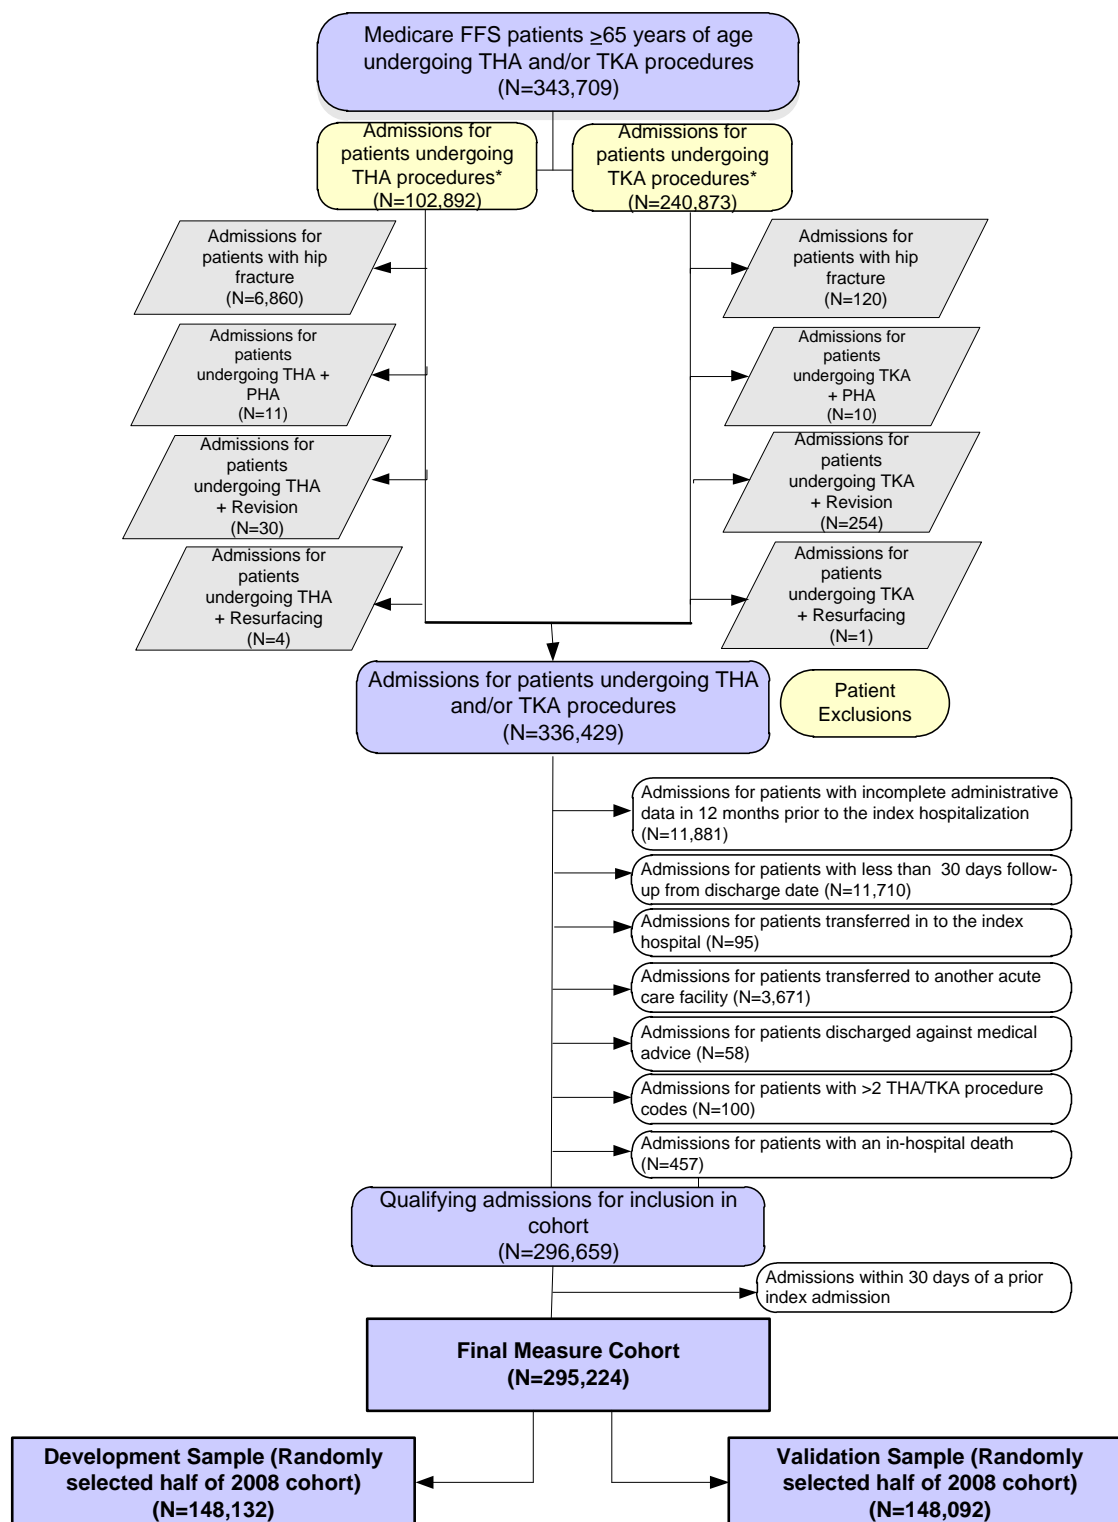 Medicare FFS patients ≥65 years of age
undergoing THA and/or TKA procedures
(N=343,709)
Admissions for
patients undergoing
THA procedures*
(N=102,892)
Admissions for
patients undergoing
TKA procedures*
(N=240,873)
Admissions for
patients with hip
fracture
(N=6,860)
Admissions for
patients with hip
fracture
(N=120)
Admissions for
patients
undergoing THA +
PHA
(N=11)
Admissions for
patients
undergoing TKA
+ PHA
(N=10)
Admissions for
patients
undergoing THA
+ Revision
(N=30)
Admissions for
patients
undergoing TKA
+ Revision
(N=254)
Admissions for
patients
undergoing THA
+ Resurfacing
(N=4)
Admissions for
patients
undergoing TKA
+ Resurfacing
(N=1)
Admissions for patients undergoing THA
and/or TKA procedures
(N=336,429)
Patient
Exclusions
Admissions for patients with incomplete administrative
data in 12 months prior to the index hospitalization
(N=11,881)
Admissions for patients with less than 30 days follow-
up from discharge date (N=11,710)
Admissions for patients transferred in to the index
hospital (N=95)
Admissions for patients transferred to another acute
care facility (N=3,671)
Admissions for patients discharged against medical
advice (N=58)
Admissions for patients with >2 THA/TKA procedure
codes (N=100)
Admissions for patients with an in-hospital death
(N=457)
Qualifying admissions for inclusion in
cohort
(N=296,659)
Admissions within 30 days of a prior
index admission
Final Measure Cohort
(N=295,224)
Development Sample (Randomly
selected half of 2008 cohort)
(N=148,132)
Validation Sample (Randomly
selected half of 2008 cohort)
(N=148,092)